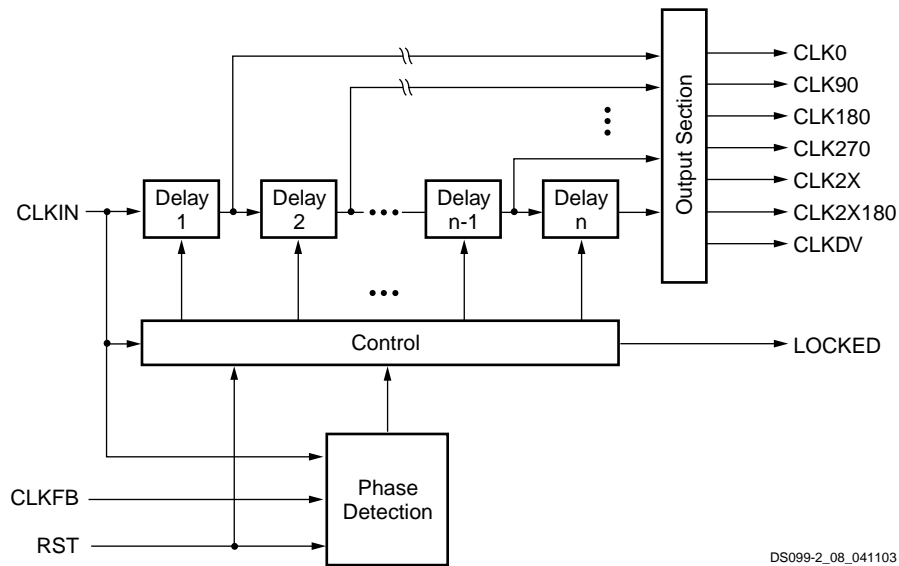 CLK0
CLK90
CLK180
CLK270
CLK2X
CLK2X180
CLKDV
Output Section
CLKIN
Delay
1
Delay
2
Delay
n-1
Delay
n
Control
LOCKED
Phase
Detection
CLKFB
RST
DS099-2_08_041103